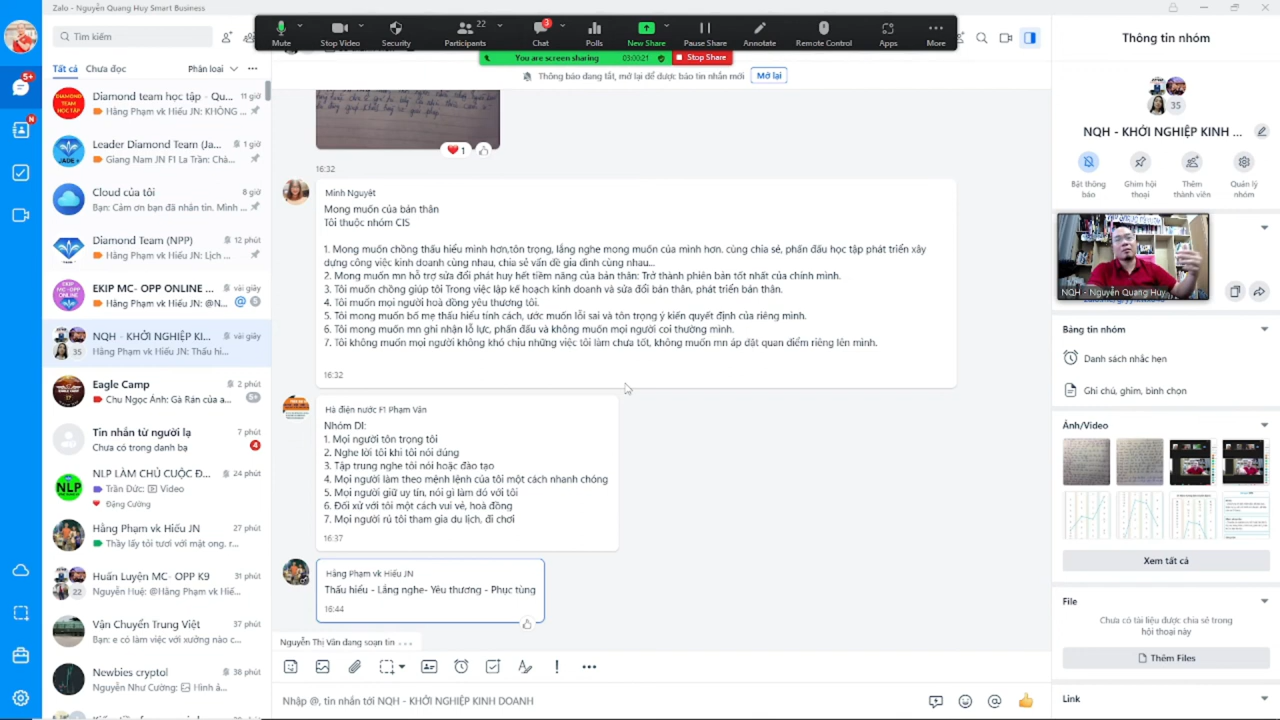 Zalo - Nguyễn Quang Huy Smart Business
Mute
Stop Video
Security
22
Participants
3
Chat
Polls
New Share
Pause Share
Annotate
Remote Control
Apps
More
You are screen sharing
03:00:21
Stop Share
Tìm kiếm
Thông báo đang tắt, mở lại để được báo tin nhắn mới
Mở lại
5+
N
Tất cả
Chưa đọc
Phân loại
Diamond team học tập - Qu...
11 giờ
Hằng Phạm vk Hiếu JN: KHÔNG ...
DIAMOND TEAM HỌC TẬP
Leader Diamond Team (Ja...
1 giờ
Giang Nam JN F1 La Trần: Chà...
JADE+
Cloud của tôi
8 giờ
Bạn: Cảm ơn bạn đã nhắn tin. Mình ...
Diamond Team (NPP)
12 phút
Hằng Phạm vk Hiếu JN: Lịch ...
EKIP MC- OPP ONLINE ...
vài giây
Hằng Phạm vk Hiếu JN: @N...
@
5
NQH - KHỞI NGHIỆP KI...
vài giây
Hằng Phạm vk Hiếu JN: Thấu hi...
35
Eagle Camp
2 phút
Chu Ngọc Ánh: Gà Rán của a...
5+
Tin nhắn từ người lạ
7 phút
Chưa có trong danh bạ
4
NLP LÀM CHỦ CUỘC Đ...
24 phút
Trần Đức: Video
Đặng Cường
NLP
Hằng Phạm vk Hiếu JN
27 phút
Thầy lấy tỏi tươi với mật ong. r...
Huấn Luyện MC- OPP K9
31 phút
Nguyễn Huệ: @Hằng Phạm vk Hiế...
22
Vận Chuyển Trung Việt
37 phút
Bạn: e có làm việc với xưởng nào c...
Newbies cryptol
38 phút
Nguyễn Như Cường: Hình ả...
1
16:32
Minh Nguyệt
Mong muốn của bản thân
Tôi thuộc nhóm CIS
1. Mong muốn chồng thấu hiểu mình hơn,tôn trọng, lắng nghe mong muốn của mình hơn. cùng chia sẻ, phấn đấu học tập phát triển xây
dựng công việc kinh doanh cùng nhau, chia sẻ vấn đề gia đình cùng nhau...
2. Mong muốn mn hỗ trợ sửa đổi phát huy hết tiềm năng của bản thân: Trở thành phiên bản tốt nhất của chính mình.
3. Tôi muốn chồng giúp tôi Trong việc lập kế hoạch kinh doanh và sửa đổi bản thân, phát triển bản thân.
4. Tôi muốn mọi người hoà đồng yêu thương tôi.
5. Tôi mong muốn bố mẹ thấu hiểu tính cách, ước muốn lỗi sai và tôn trọng ý kiến quyết định của riêng mình.
6. Tôi mong muốn mn ghi nhận lỗ lực, phấn đấu và không muốn mọi người coi thường mình.
7. Tôi không muốn mọi người không khó chịu những việc tôi làm chưa tốt, không muốn mn áp đặt quan điểm riêng lên mình.
16:32
Hà điện nước F1 Phạm Vân
Nhóm DI:
1. Mọi người tôn trọng tôi
2. Nghe lời tôi khi tôi nói đúng
3. Tập trung nghe tôi nói hoặc đào tạo
4. Mọi người làm theo mệnh lệnh của tôi một cách nhanh chóng
5. Mọi người giữ uy tín, nói gì làm đó với tôi
6. Đối xử với tôi một cách vui vẻ, hoà đồng
7. Mọi người rủ tôi tham gia du lịch, đi chơi
16:37
Hằng Phạm vk Hiếu JN
Thấu hiểu - Lắng nghe- Yêu thương - Phục tùng
16:44
Nguyễn Thị Vân đang soạn tin ...
Nhập @, tin nhắn tới NQH - KHỞI NGHIỆP KINH DOANH
Thông tin nhóm
35
NQH - KHỞI NGHIỆP KINH ...
Bật thông báo
Ghim hội thoại
Thêm thành viên
Quản lý nhóm
NQH - Nguyễn Quang Huy
Bảng tin nhóm
Danh sách nhắc hẹn
Ghi chú, ghim, bình chọn
Ảnh/Video
Xem tất cả
File
Chưa có tài liệu được chia sẻ trong
hội thoại này
Thêm Files
Link